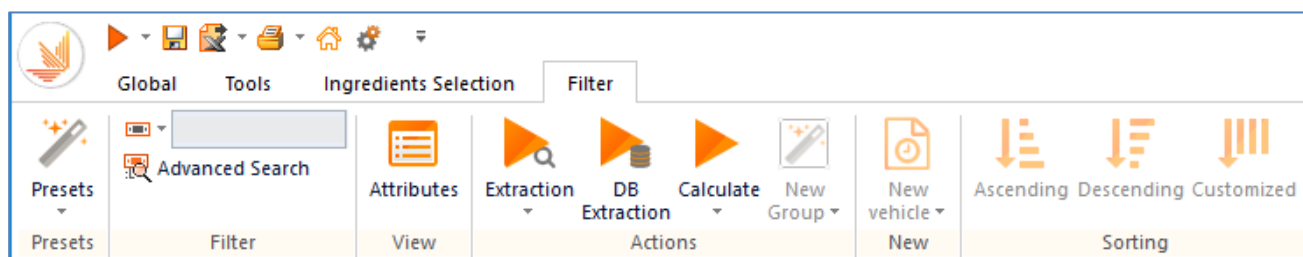 Global Tools Ingredients Selection Filter
Advanced Search
Presets Attributes Extraction DB Extraction Calculate New Group New vehicle Ascending Descending Customized
Presets Filter View Actions New Sorting